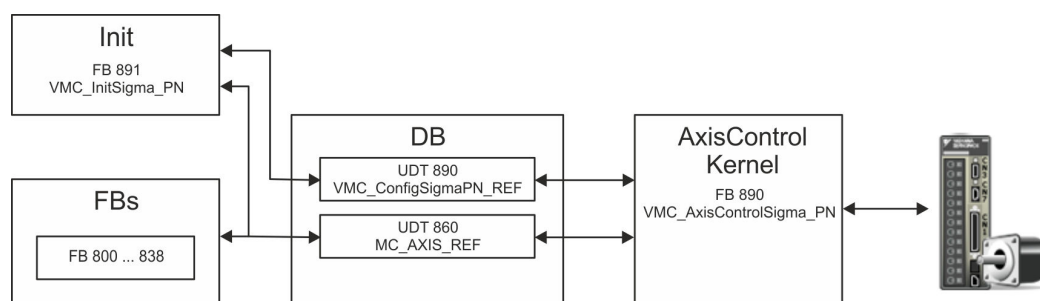 Init
FB 891
VMC_InitSigma_PN
FBs
FB 800 ... 838
DB
UDT 890
VMC_ConfigSigmaPN_REF
UDT 860
MC_AXIS_REF
AxisControl
Kernel
FB 890
VMC_AxisControlSigma_PN